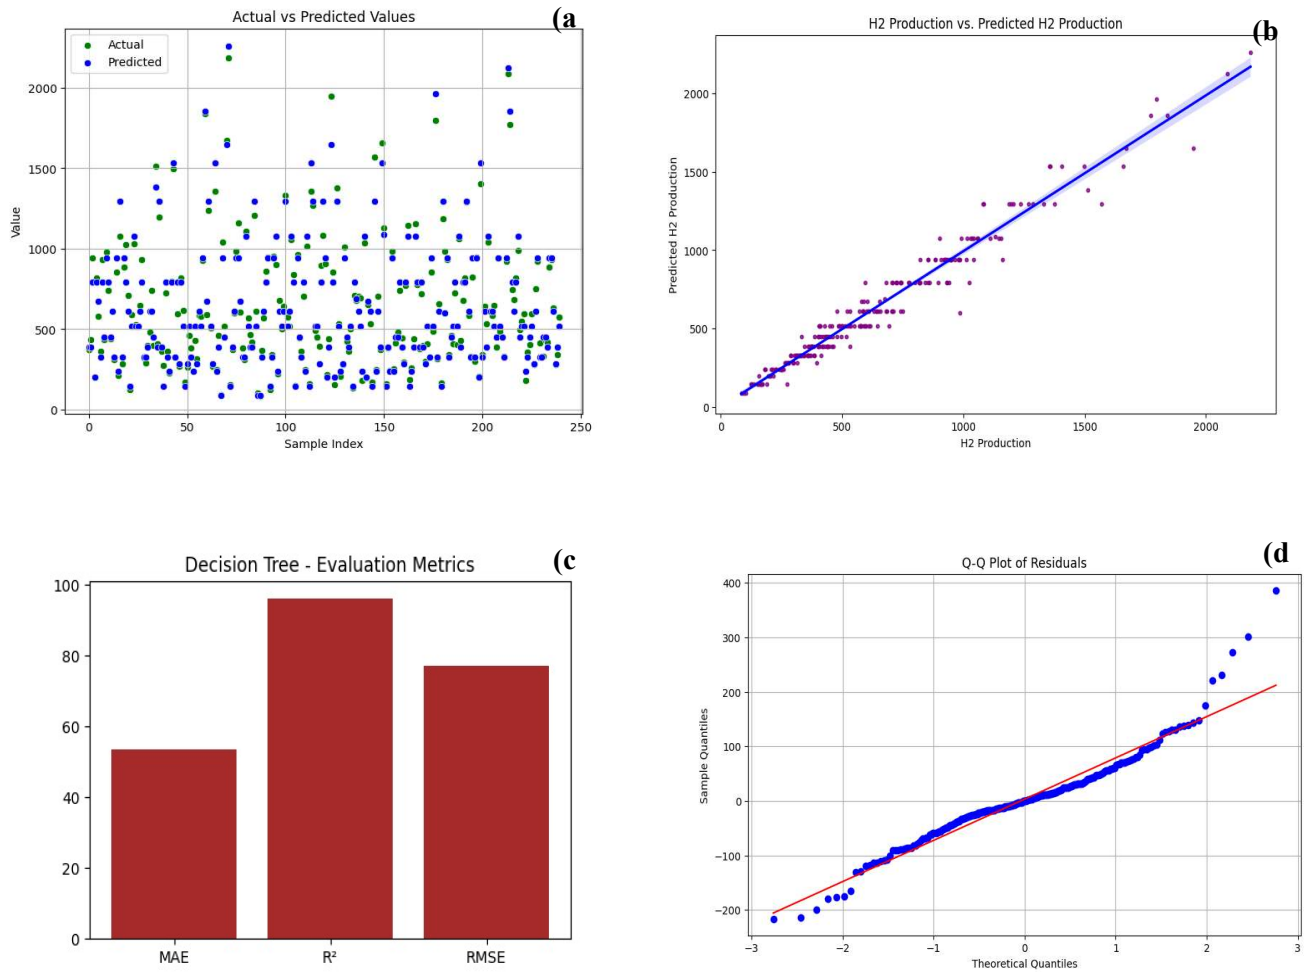 Actual vs Predicted Values
(a
Actual
Predicted
Value
2000
1500
1000
500
0
0 50 100 150 200 250
Sample Index
H2 Production vs. Predicted H2 Production
(b
Predicted H2 Production
2000
1500
1000
500
0
0 500 1000 1500 2000
H2 Production
Decision Tree - Evaluation Metrics
(c
100
80
60
40
20
0
MAE R² RMSE
Q-Q Plot of Residuals
(d
Sample Quantiles
400
300
200
100
0
−100
−200
−3 −2 −1 0 1 2 3
Theoretical Quantiles